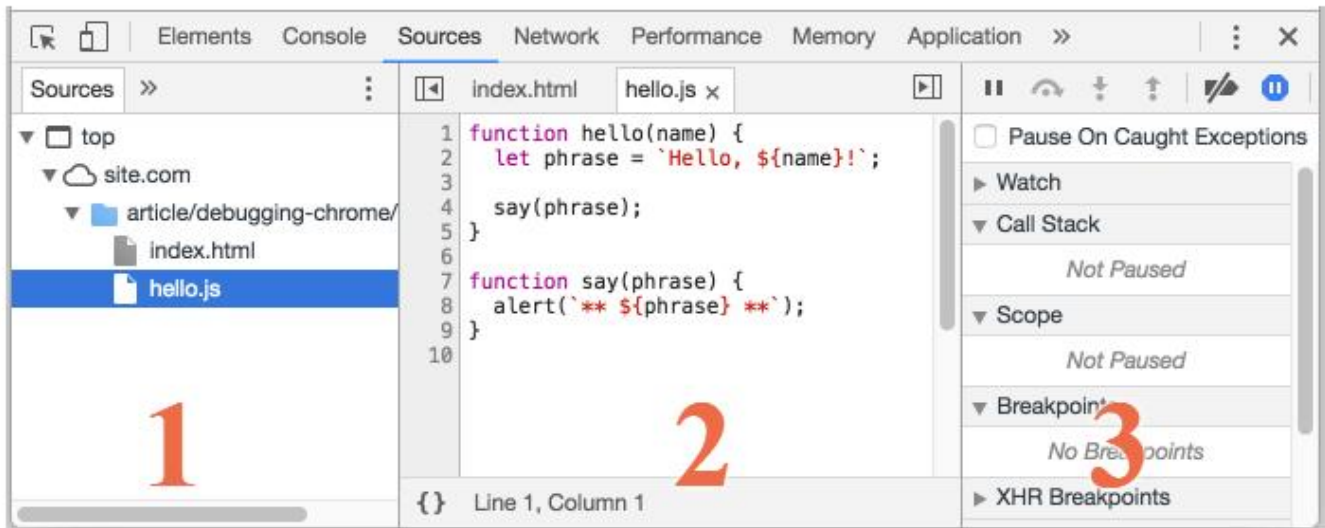 Elements Console Sources Network Performance Memory Application »
Sources »
top
site.com
article/debugging-chrome/
index.html
hello.js
1
index.html hello.js ×
1 function hello(name) {
2 let phrase = `Hello, ${name}!`;
3
4 say(phrase);
5 }
6
7 function say(phrase) {
8 alert(`** ${phrase} **`);
9 }
10
2
{} Line 1, Column 1
Pause On Caught Exceptions
Watch
Call Stack
Not Paused
Scope
Not Paused
Breakpoints
No Breakpoints
3
XHR Breakpoints